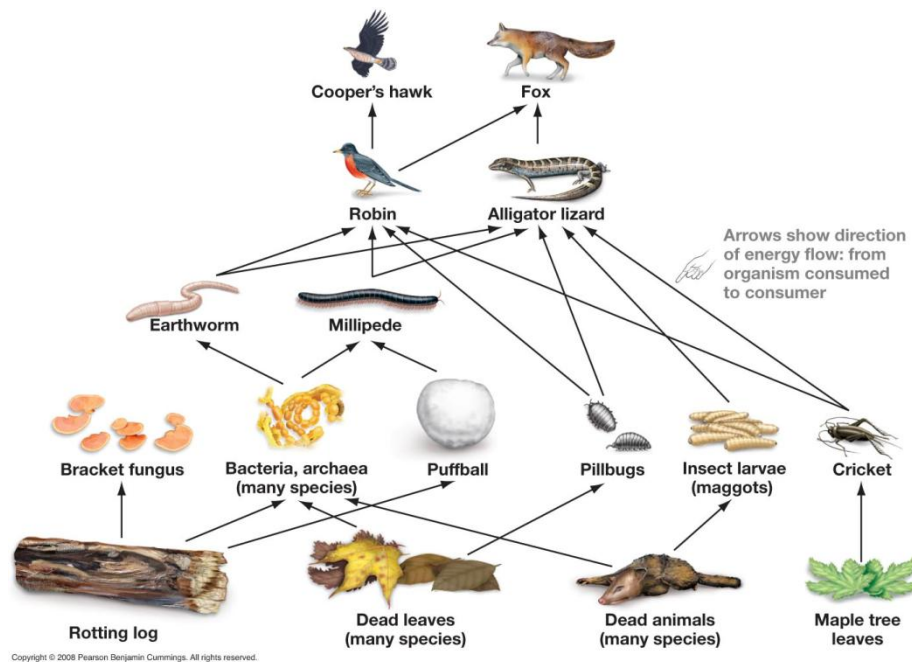 Cooper's hawk
Fox
Robin
Alligator lizard
Arrows show direction
of energy flow: from
organism consumed
to consumer
Earthworm
Millipede
Bracket fungus
Bacteria, archaea
(many species)
Puffball
Pillbugs
Insect larvae
(maggots)
Cricket
Rotting log
Dead leaves
(many species)
Dead animals
(many species)
Maple tree
leaves
Copyright © 2008 Pearson Benjamin Cummings. All rights reserved.